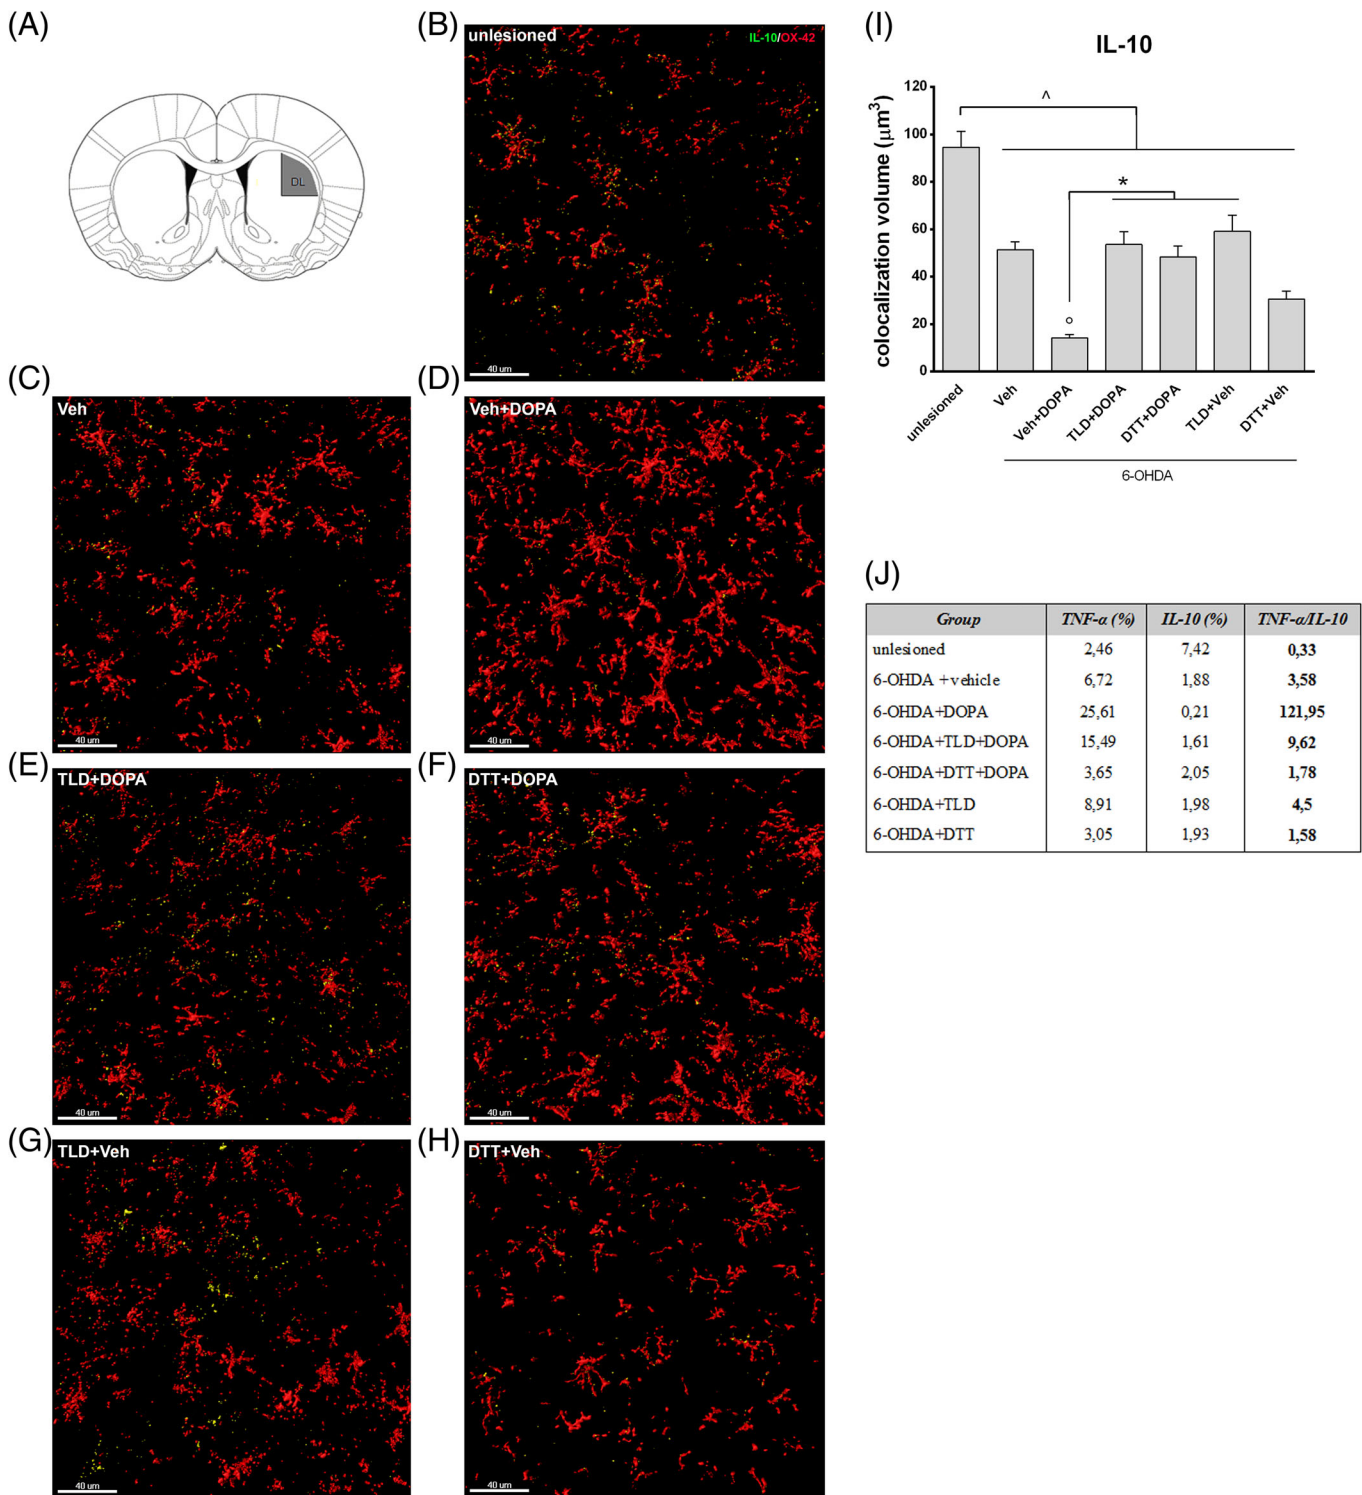 (A)
DL
(B)
unlesioned
IL-10/OX-42
40 um
(C)
Veh
40 um
(D)
Veh+DOPA
40 um
(E)
TLD+DOPA
40 um
(F)
DTT+DOPA
40 um
(G)
TLD+Veh
40 um
(H)
DTT+Veh
40 um
(I)
IL-10
colocalization volume (μm³)
120
100
80
60
40
20
0
^
*
°
unlesioned
Veh
Veh+DOPA
TLD+DOPA
DTT+DOPA
TLD+Veh
DTT+Veh
6-OHDA
(J)
Group TNF-α (%) IL-10 (%) TNF-α/IL-10
unlesioned 2,46 7,42 0,33
6-OHDA +vehicle 6,72 1,88 3,58
6-OHDA+DOPA 25,61 0,21 121,95
6-OHDA+TLD+DOPA 15,49 1,61 9,62
6-OHDA+DTT+DOPA 3,65 2,05 1,78
6-OHDA+TLD 8,91 1,98 4,5
6-OHDA+DTT 3,05 1,93 1,58